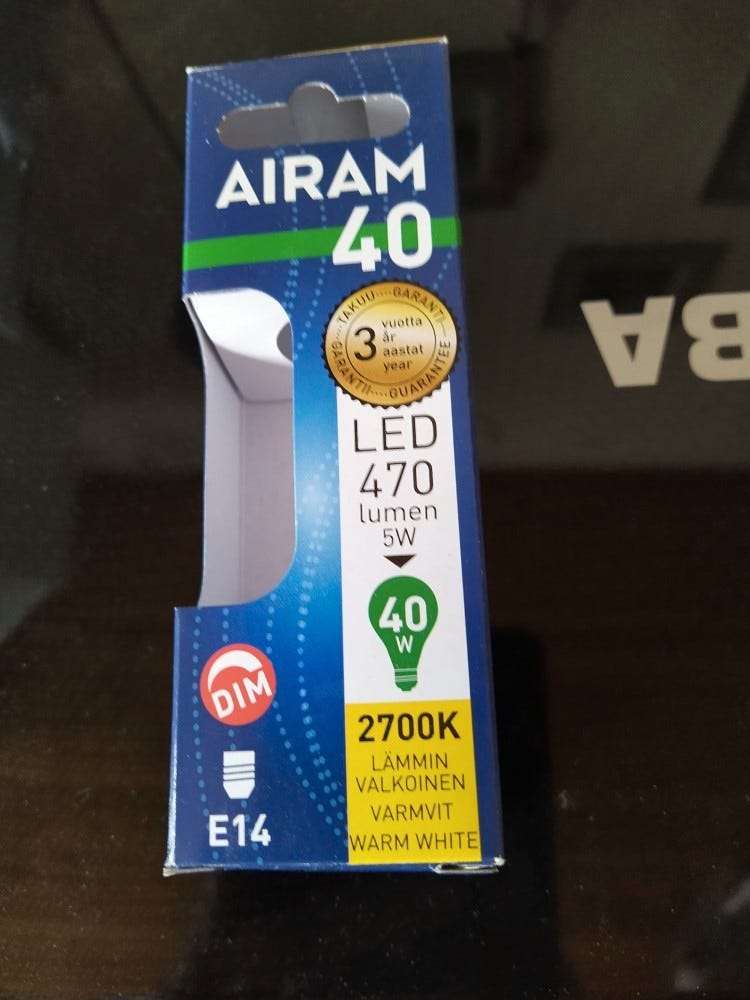 AIRAM
40
TAKUU····GARANTI····GUARANTEE····GARANTII
3 vuotta
år
aastat
year
LED
470
lumen
5W
40
W
DIM
E14
2700K
LÄMMIN
VALKOINEN
VARMVIT
WARM WHITE
BA